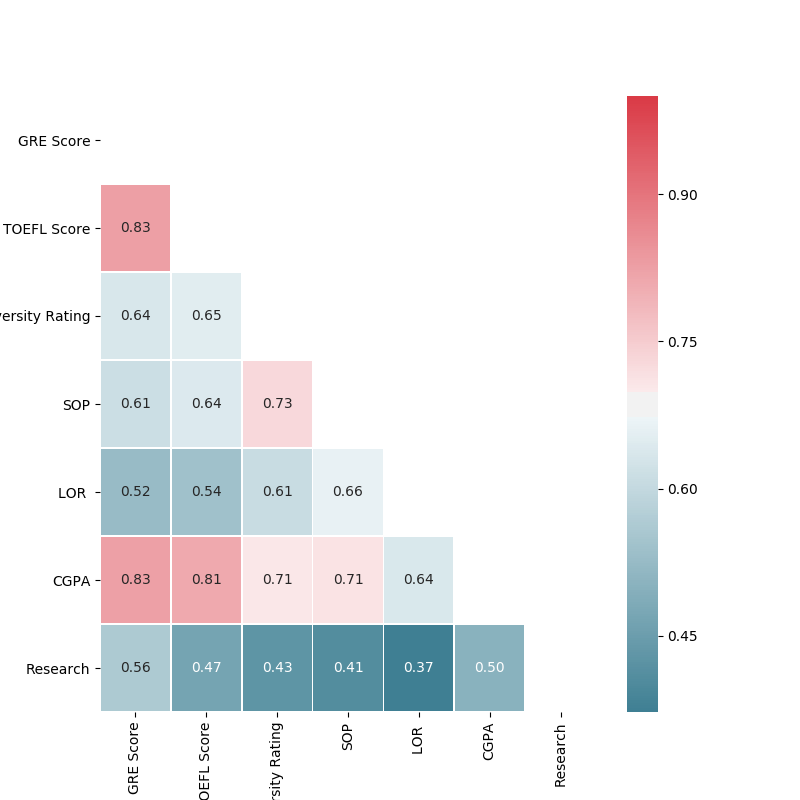 GRE Score
0.90
TOEFL Score 0.83
versity Rating 0.64 0.65
0.75
SOP 0.61 0.64 0.73
0.60
LOR 0.52 0.54 0.61 0.66
CGPA 0.83 0.81 0.71 0.71 0.64
0.45
Research 0.56 0.47 0.43 0.41 0.37 0.50
GRE Score
OEFL Score
rsity Rating
SOP
LOR
CGPA
Research